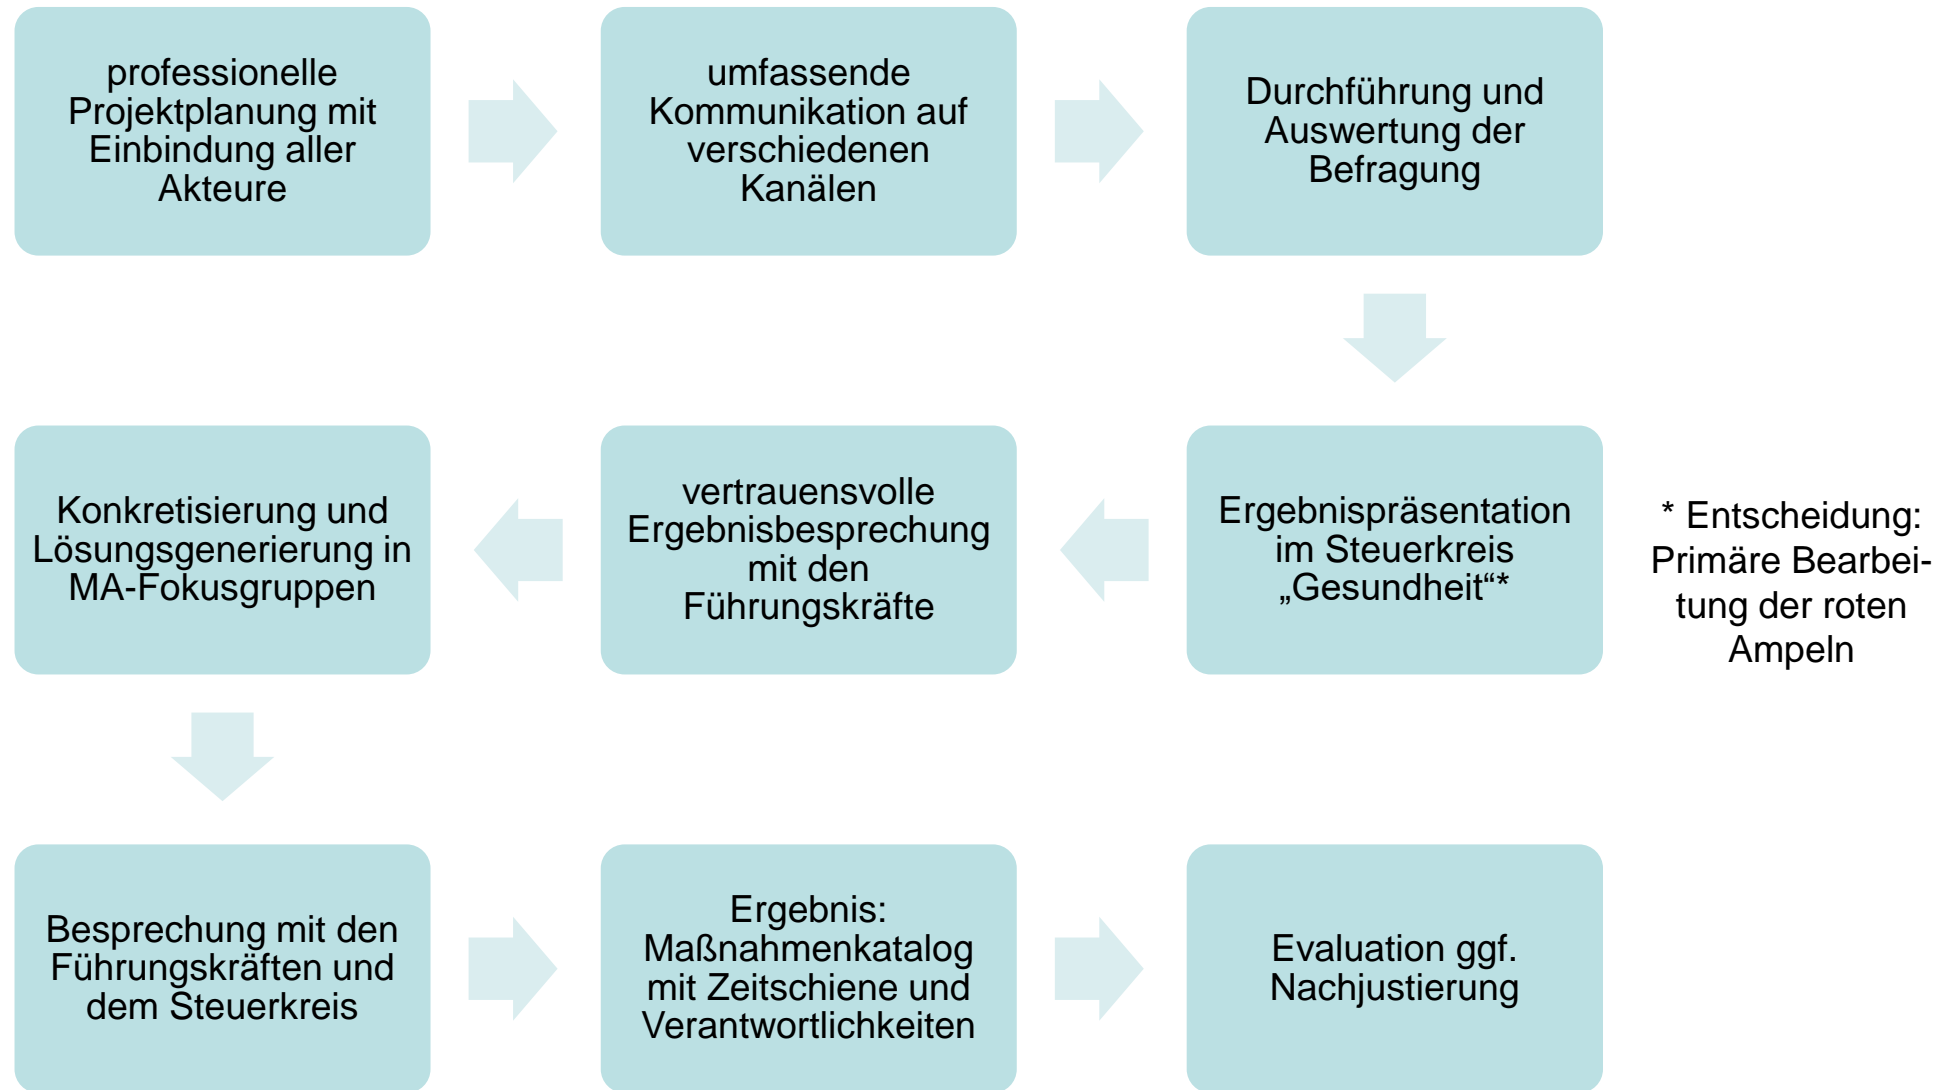 professionelle
Projektplanung mit
Einbindung aller
Akteure
umfassende
Kommunikation auf
verschiedenen
Kanälen
Durchführung und
Auswertung der
Befragung
Ergebnispräsentation
im Steuerkreis
„Gesundheit“*
* Entscheidung:
Primäre Bearbei-
tung der roten
Ampeln
vertrauensvolle
Ergebnisbesprechung
mit den
Führungskräfte
Konkretisierung und
Lösungsgenerierung in
MA-Fokusgruppen
Besprechung mit den
Führungskräften und
dem Steuerkreis
Ergebnis:
Maßnahmenkatalog
mit Zeitschiene und
Verantwortlichkeiten
Evaluation ggf.
Nachjustierung